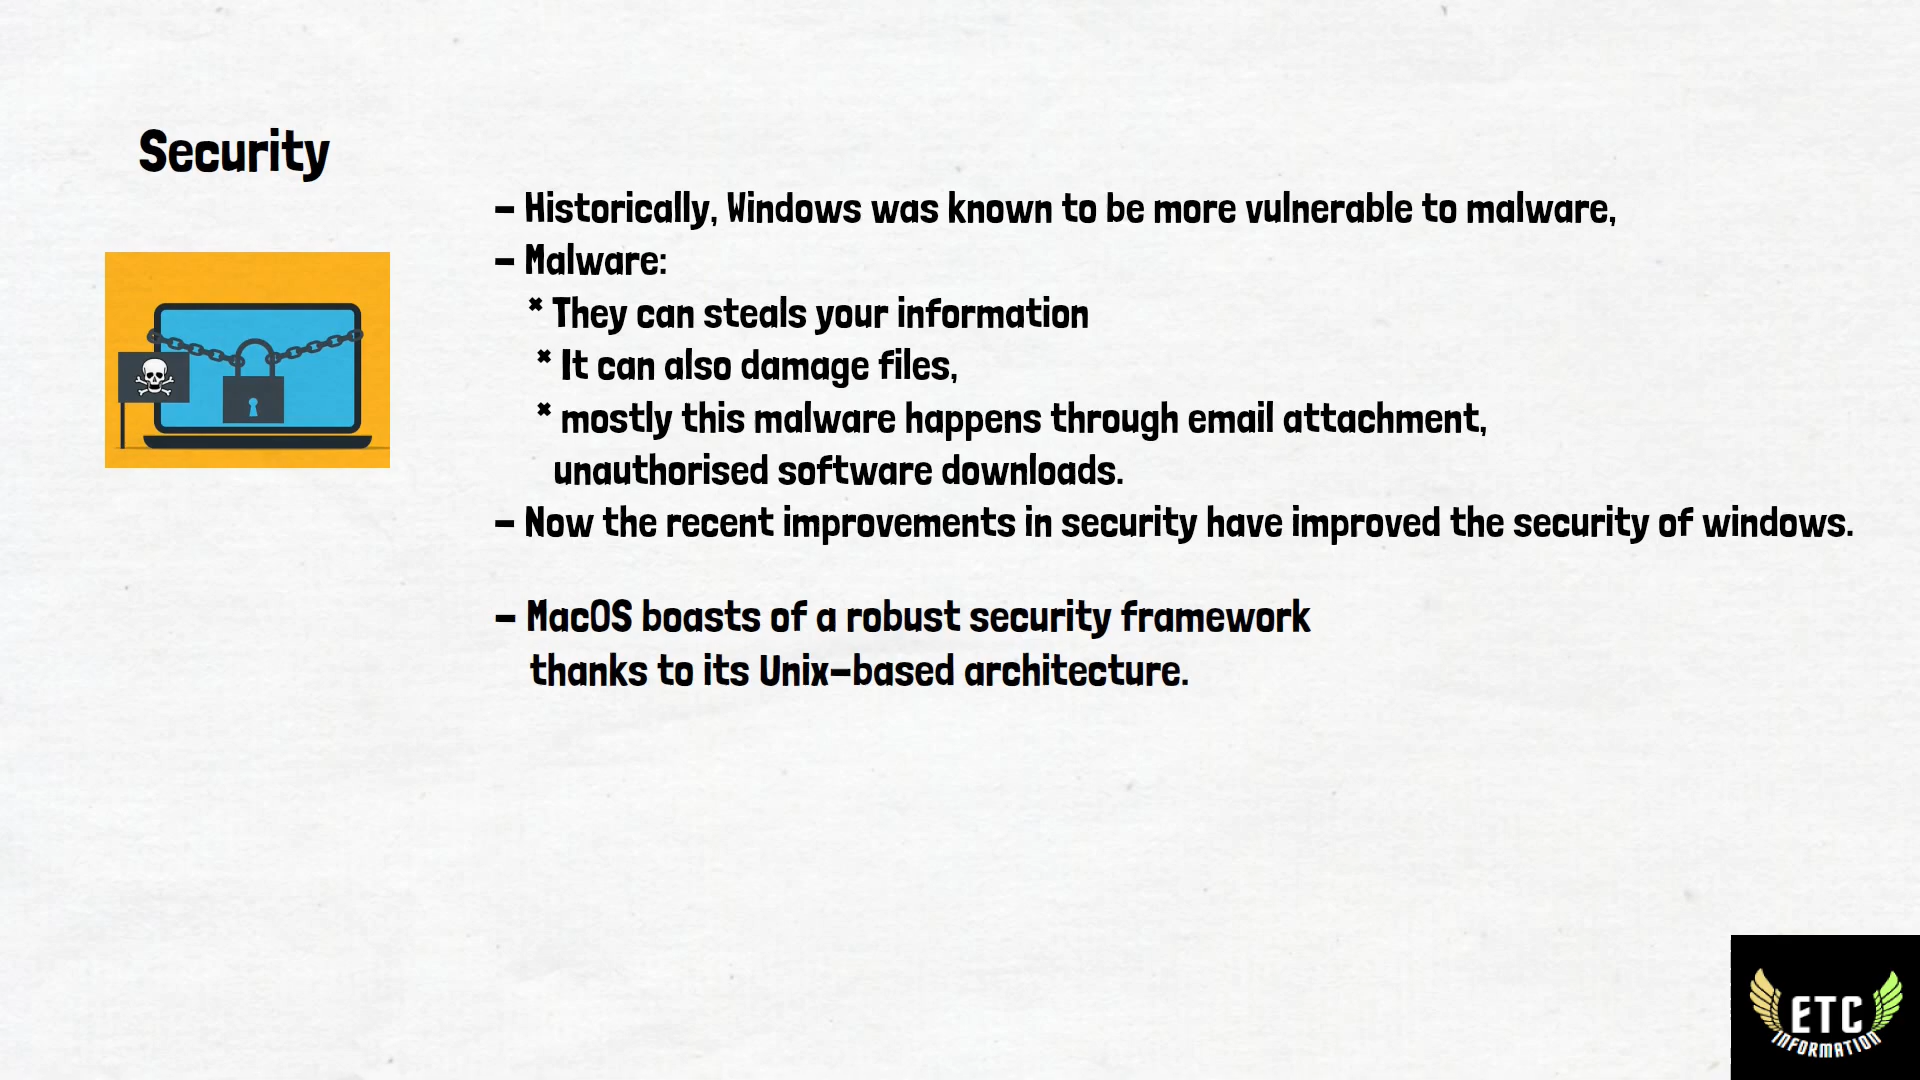 Security
- Historically, Windows was known to be more vulnerable to malware,
- Malware:
* They can steals your information
* It can also damage files,
* mostly this malware happens through email attachment,
unauthorised software downloads.
- Now the recent improvements in security have improved the security of windows.
- MacOS boasts of a robust security framework
thanks to its Unix-based architecture.
ETC
INFORMATION